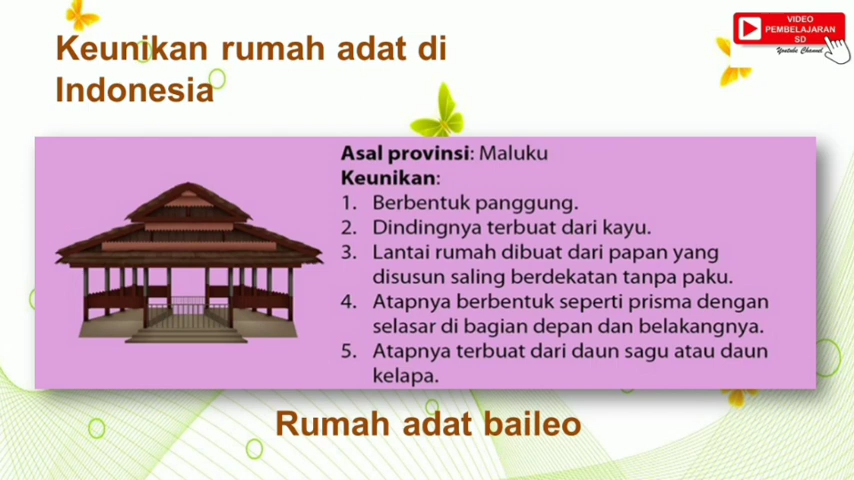 VIDEO
PEMBELAJARAN
SD
Youtube Channel
Keunikan rumah adat di
Indonesia
Asal provinsi: Maluku
Keunikan:
1. Berbentuk panggung.
2. Dindingnya terbuat dari kayu.
3. Lantai rumah dibuat dari papan yang
disusun saling berdekatan tanpa paku.
4. Atapnya berbentuk seperti prisma dengan
selasar di bagian depan dan belakangnya.
5. Atapnya terbuat dari daun sagu atau daun
kelapa.
Rumah adat baileo